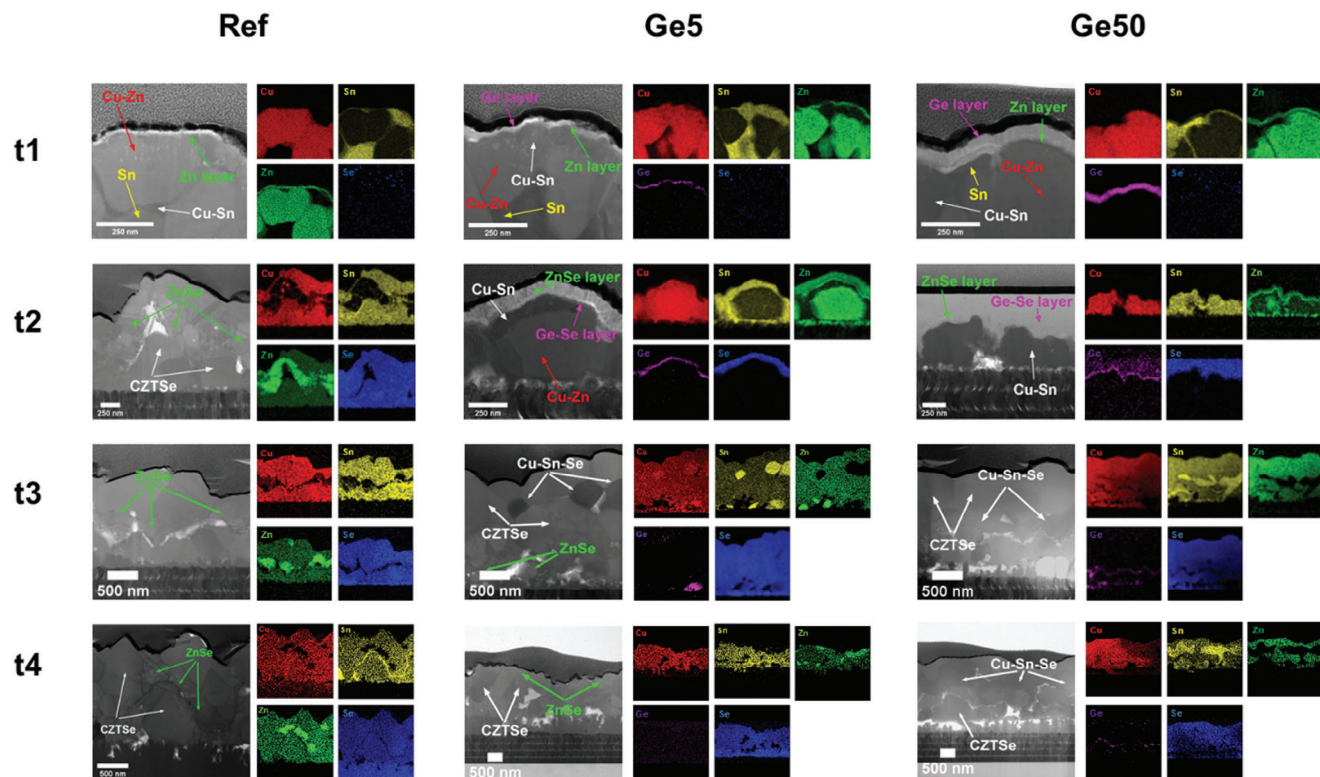 Ref
Ge5
Ge50
t1
Cu-Zn
Sn
Zn layer
Cu-Sn
250 nm
Cu
Sn
Zn
Se
Ge layer
Zn layer
Cu-Sn
Cu-Zn
Sn
250 nm
Cu
Sn
Zn
Ge
Se
Ge layer
Zn layer
Cu-Zn
Sn
Cu-Sn
250 nm
Cu
Sn
Zn
Ge
Se
t2
ZnSe
CZTSe
250 nm
Cu
Sn
Zn
Se
Cu-Sn
ZnSe layer
Ge-Se layer
Cu-Zn
250 nm
Cu
Sn
Zn
Ge
Se
ZnSe layer
Ge-Se layer
Cu-Sn
250 nm
Cu
Sn
Zn
Ge
Se
t3
ZnSe
500 nm
Cu
Sn
Zn
Se
Cu-Sn-Se
CZTSe
ZnSe
500 nm
Cu
Sn
Zn
Ge
Se
Cu-Sn-Se
CZTSe
500 nm
Cu
Sn
Zn
Ge
Se
t4
ZnSe
CZTSe
500 nm
Cu
Sn
Zn
Se
CZTSe
ZnSe
500 nm
Cu
Sn
Zn
Ge
Se
Cu-Sn-Se
CZTSe
500 nm
Cu
Sn
Zn
Ge
Se